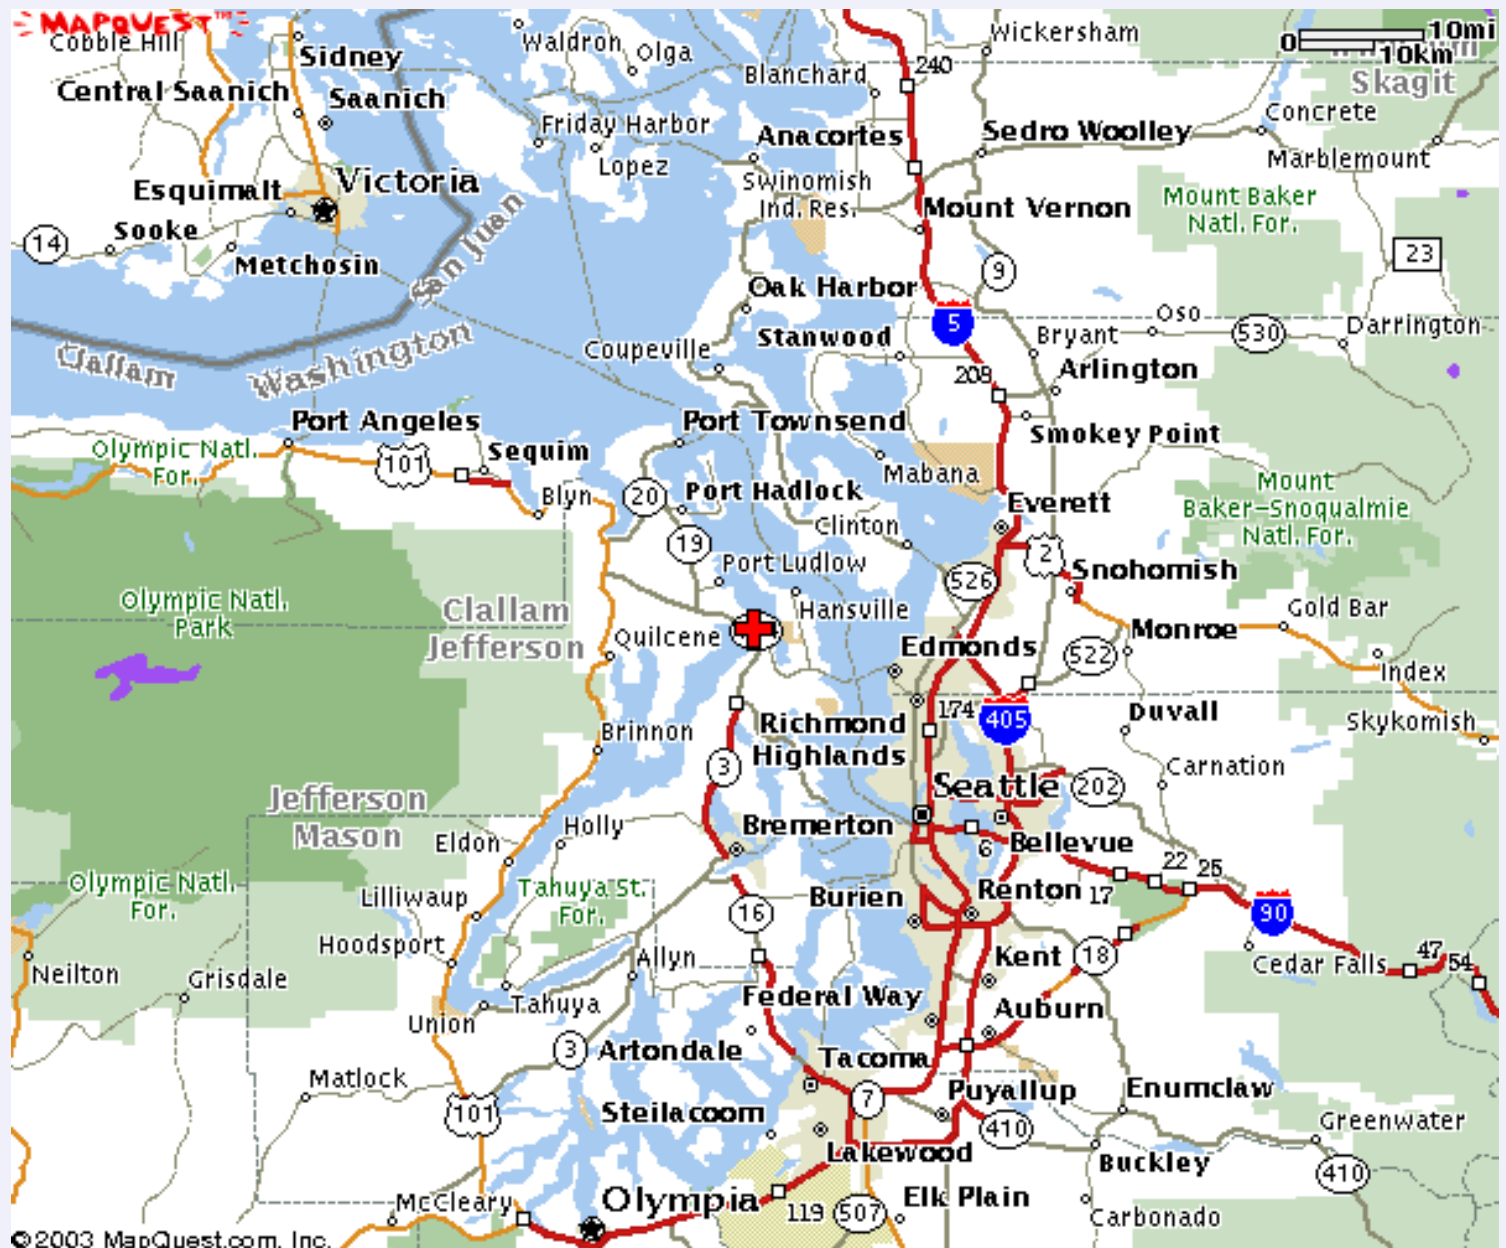 MAPQUEST™
Cobble Hill
Sidney
Waldron
Olga
Wickersham
0
10mi
10km
Skagit
Central Saanich
Saanich
Blanchard
240
Concrete
Friday Harbor
Anacortes
Sedro Woolley
Lopez
Marblemount
Esquimalt
Victoria
Swinomish
Ind. Res.
Mount Vernon
Mount Baker
Natl. For.
14
Sooke
San Juan
Metchosin
9
23
Oak Harbor
5
Oso
Clallam
Washington
Coupeville
Stanwood
Bryant
530
Darrington
208
Arlington
Port Angeles
Port Townsend
Smokey Point
Olympic Natl.
For.
101
Sequim
Mabana
Mount
Baker-Snoqualmie
Natl. For.
Blyn
20
Port Hadlock
Clinton
Everett
19
2
Port Ludlow
526
Snohomish
Olympic Natl.
Park
Clallam
Jefferson
Quilcene
Hansville
Gold Bar
Edmonds
522
Monroe
Index
Brinnon
Richmond
Highlands
174
405
Duvall
Skykomish
3
Carnation
Jefferson
Mason
Seattle
202
Holly
Bremerton
Eldon
6
Bellevue
22
25
Olympic Natl.
For.
Lilliwaup
Tahuya St.
For.
Burien
Renton
17
16
90
Hoodsport
Neilton
Grisdale
Allyn
Kent
18
Cedar Falls
47
54
Tahuya
Federal Way
Auburn
Union
3
Artondale
Tacoma
Matlock
101
Steilacoom
7
Puyallup
Enumclaw
410
Greenwater
Lakewood
Buckley
410
McCleary
Olympia
119
507
Elk Plain
Carbonado
©2003 MapQuest.com, Inc.